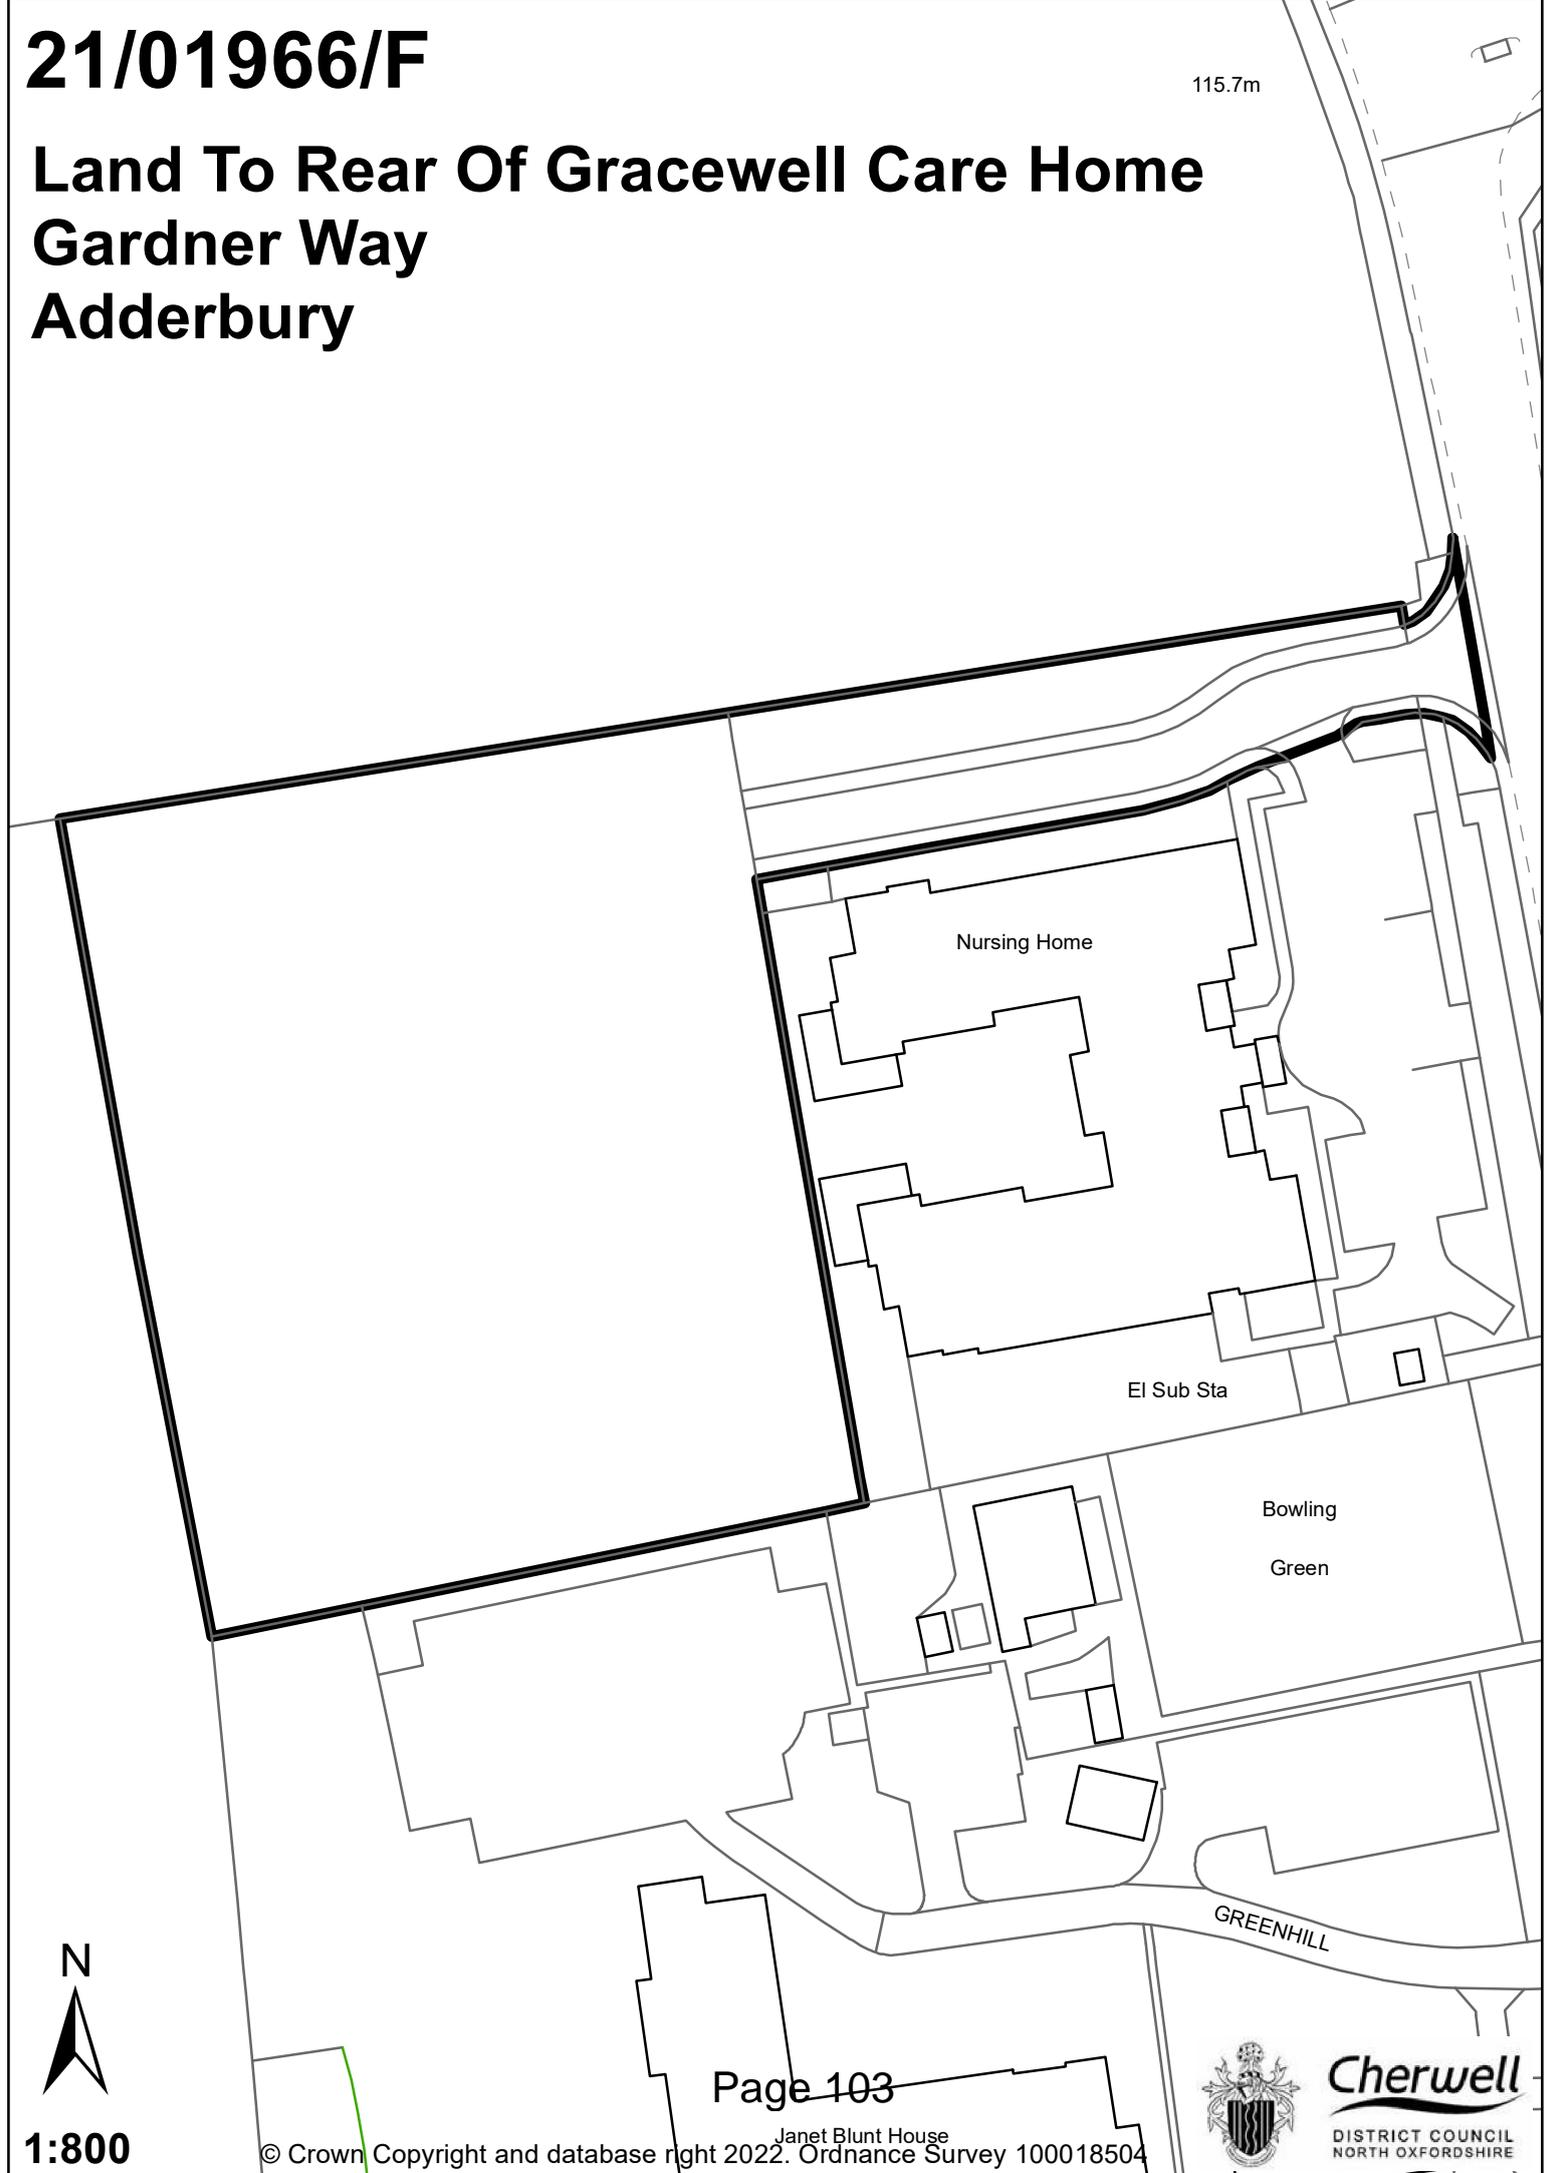 21/01966/F
115.7m
Land To Rear Of Gracewell Care Home
Gardner Way
Adderbury
Nursing Home
El Sub Sta
Bowling
Green
GREENHILL
N
1:800
Page 103
Janet Blunt House
© Crown Copyright and database right 2022. Ordnance Survey 100018504
Cherwell
DISTRICT COUNCIL
NORTH OXFORDSHIRE